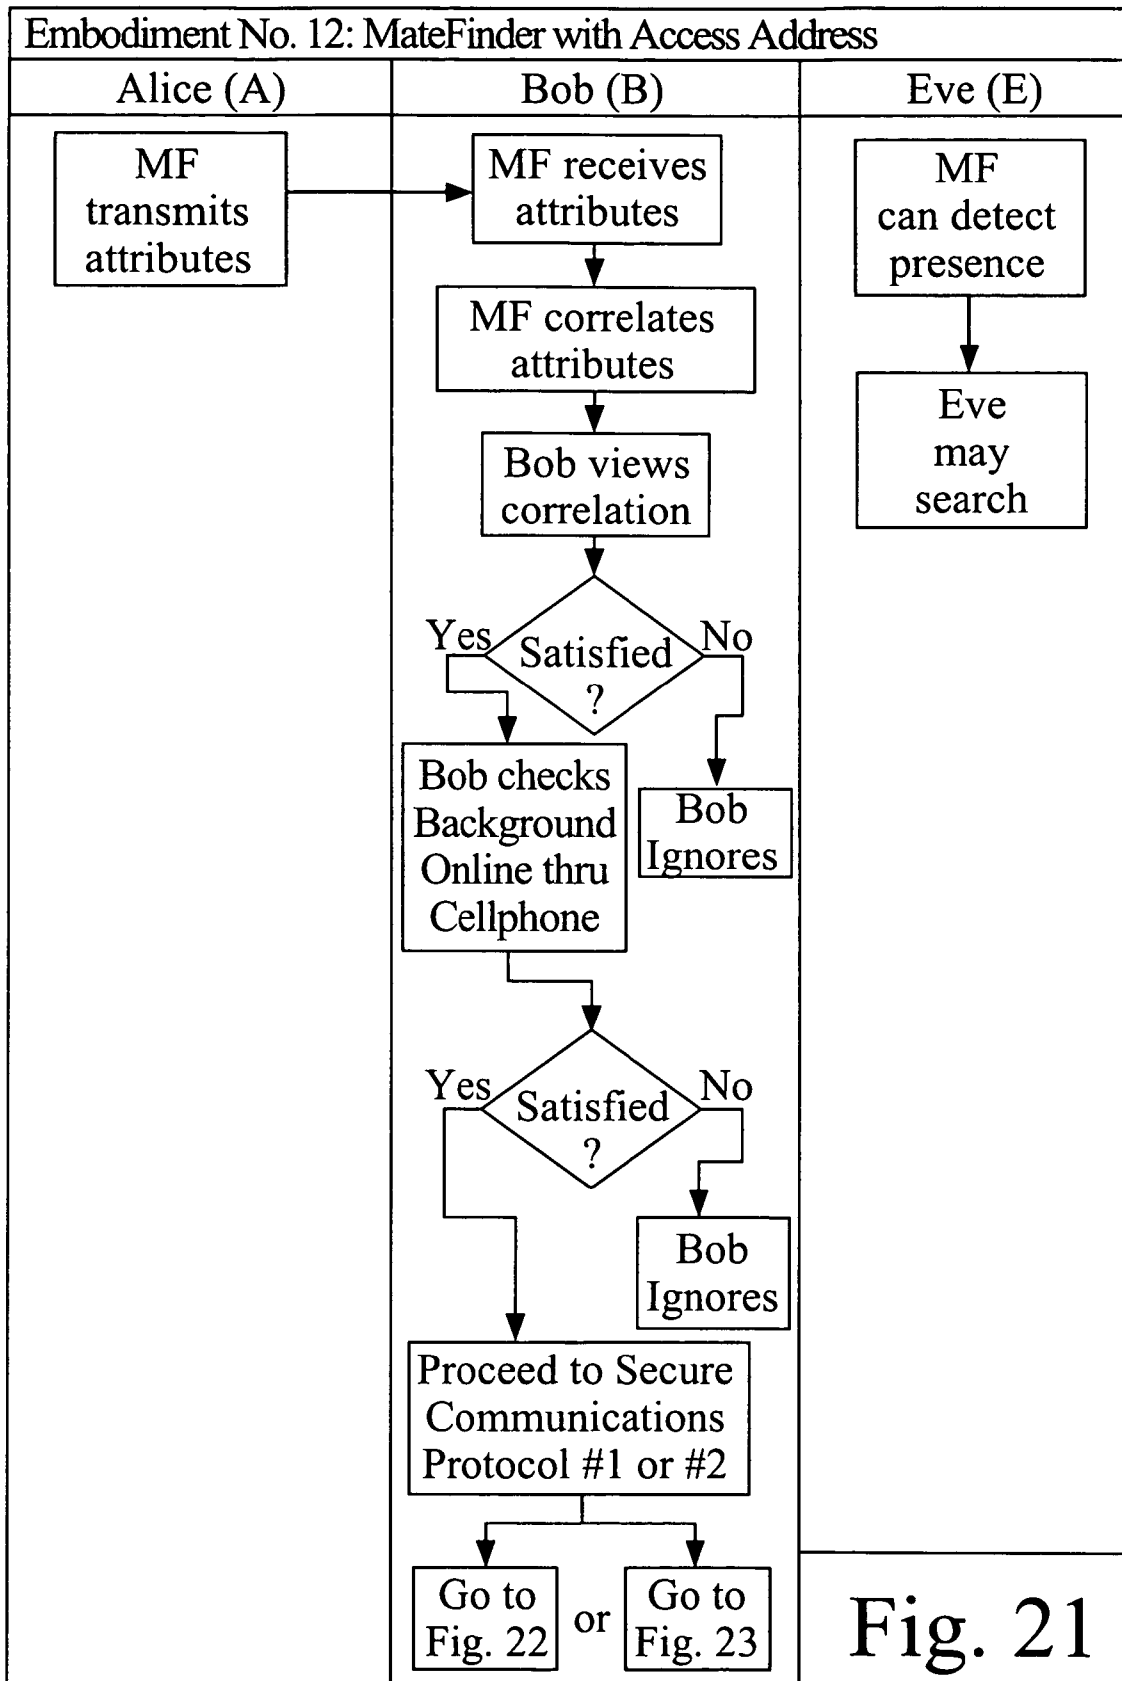 Embodiment No. 12: MateFinder with Access Address
Alice (A)
Bob (B)
Eve (E)
MF
transmits
attributes
MF receives
attributes
MF correlates
attributes
Bob views
correlation
Satisfied
?
Yes
No
Bob checks
Background
Online thru
Cellphone
Bob
Ignores
Satisfied
?
Yes
No
Bob
Ignores
Proceed to Secure
Communications
Protocol #1 or #2
Go to
Fig. 22
or
Go to
Fig. 23
MF
can detect
presence
Eve
may
search
Fig. 21